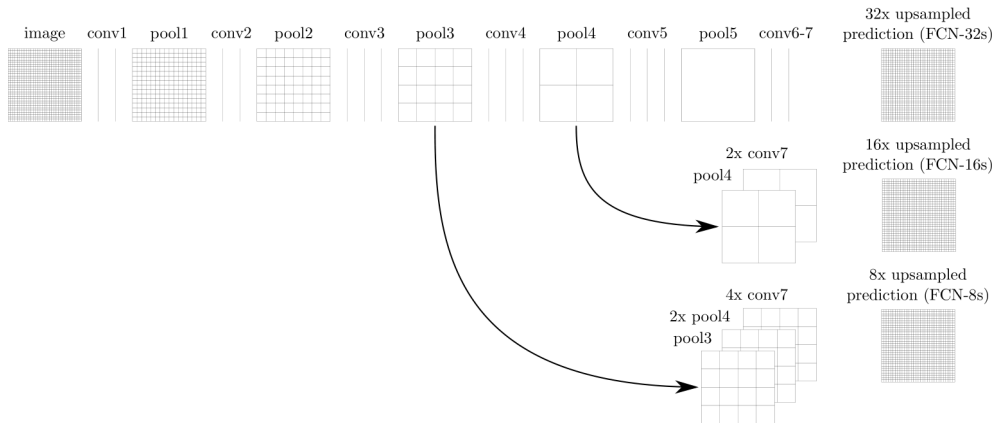 image
conv1
pool1
conv2
pool2
conv3
pool3
conv4
pool4
conv5
pool5
conv6-7
32x upsampled
prediction (FCN-32s)
2x conv7
pool4
16x upsampled
prediction (FCN-16s)
4x conv7
2x pool4
pool3
8x upsampled
prediction (FCN-8s)